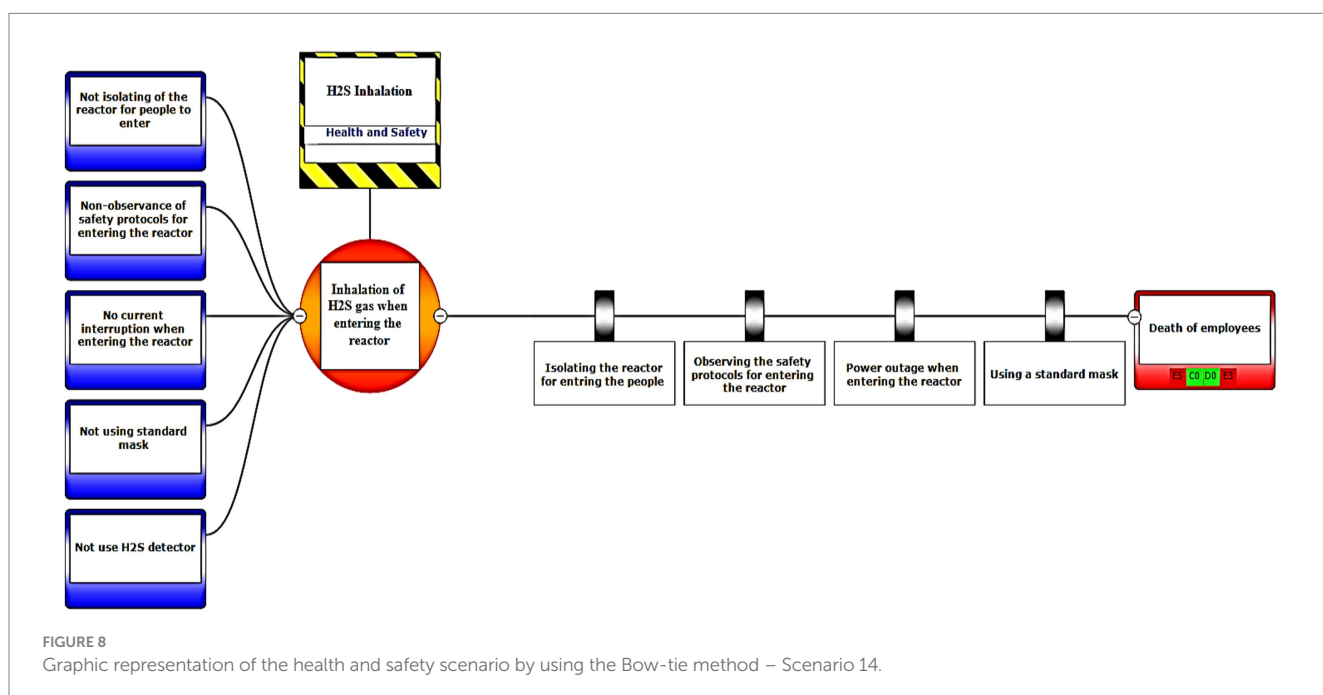 Not isolating of the
reactor for people to
enter
Non-observance of
safety protocols for
entering the reactor
No current
interruption when
entering the reactor
Not using standard
mask
Not use H2S detector
H2S Inhalation
Health and Safety
Inhalation of
H2S gas when
entering the
reactor
Isolating the reactor
for entring the people
Observing the safety
protocols for entering
the reactor
Power outage when
entering the reactor
Using a standard mask
Death of employees
E5 C0 D0 E3
FIGURE 8
Graphic representation of the health and safety scenario by using the Bow-tie method – Scenario 14.